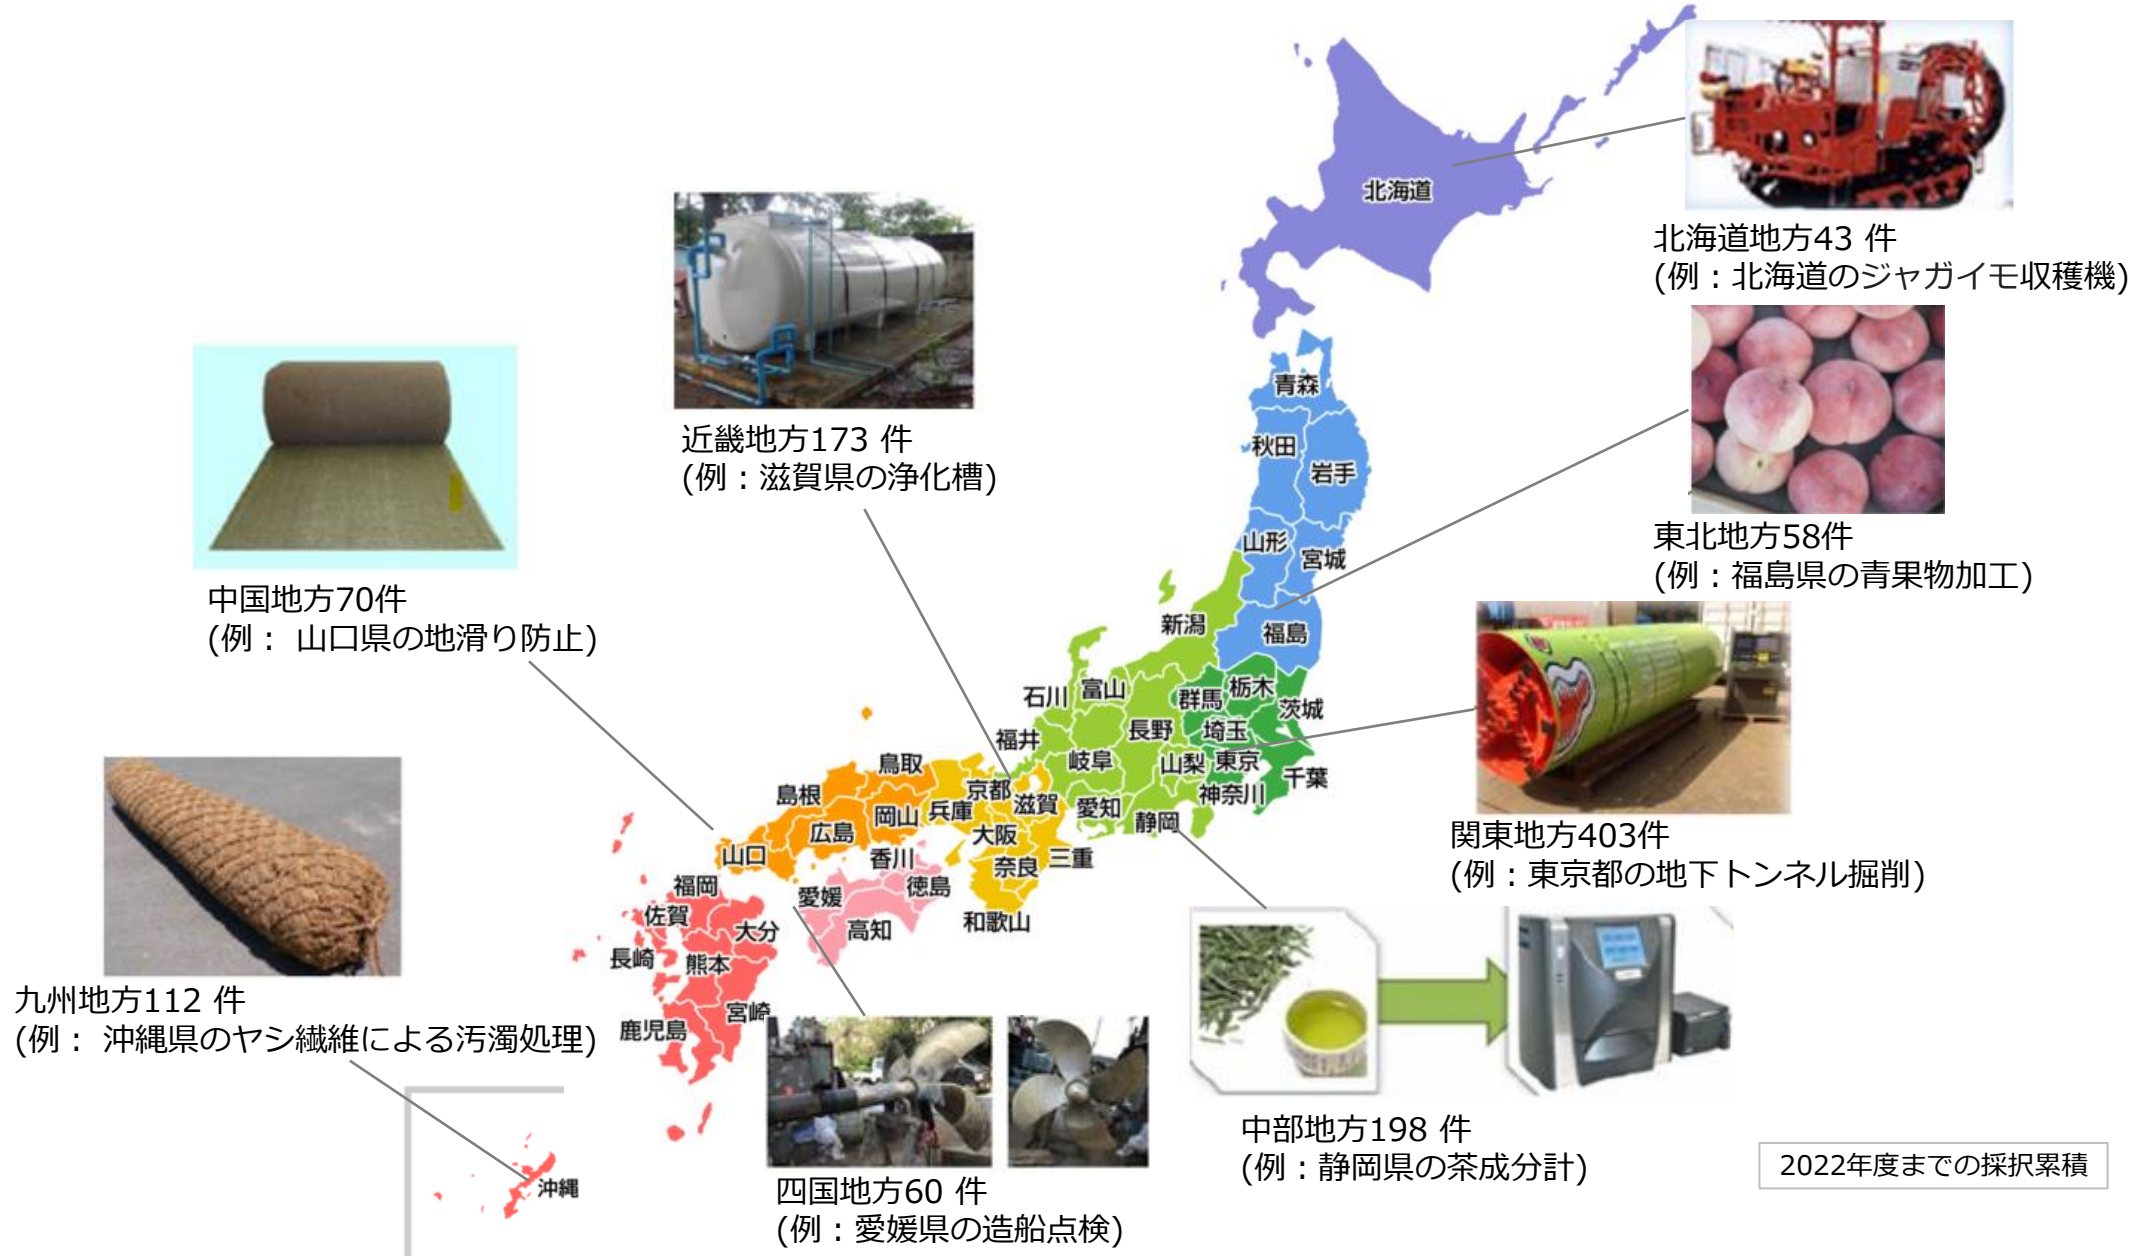 北海道
北海道地方43 件
(例：北海道のジャガイモ収穫機)
近畿地方173 件
(例：滋賀県の浄化槽)
東北地方58件
(例：福島県の青果物加工)
中国地方70件
(例： 山口県の地滑り防止)
関東地方403件
(例：東京都の地下トンネル掘削)
九州地方112 件
(例： 沖縄県のヤシ繊維による汚濁処理)
四国地方60 件
(例：愛媛県の造船点検)
中部地方198 件
(例：静岡県の茶成分計)
2022年度までの採択累積
青森
秋田
岩手
山形
宮城
福島
新潟
石川
富山
群馬
栃木
茨城
長野
埼玉
福井
岐阜
山梨
東京
千葉
神奈川
愛知
静岡
鳥取
島根
岡山
広島
山口
京都
兵庫
滋賀
大阪
奈良
三重
和歌山
香川
徳島
愛媛
高知
福岡
佐賀
大分
長崎
熊本
宮崎
鹿児島
沖縄